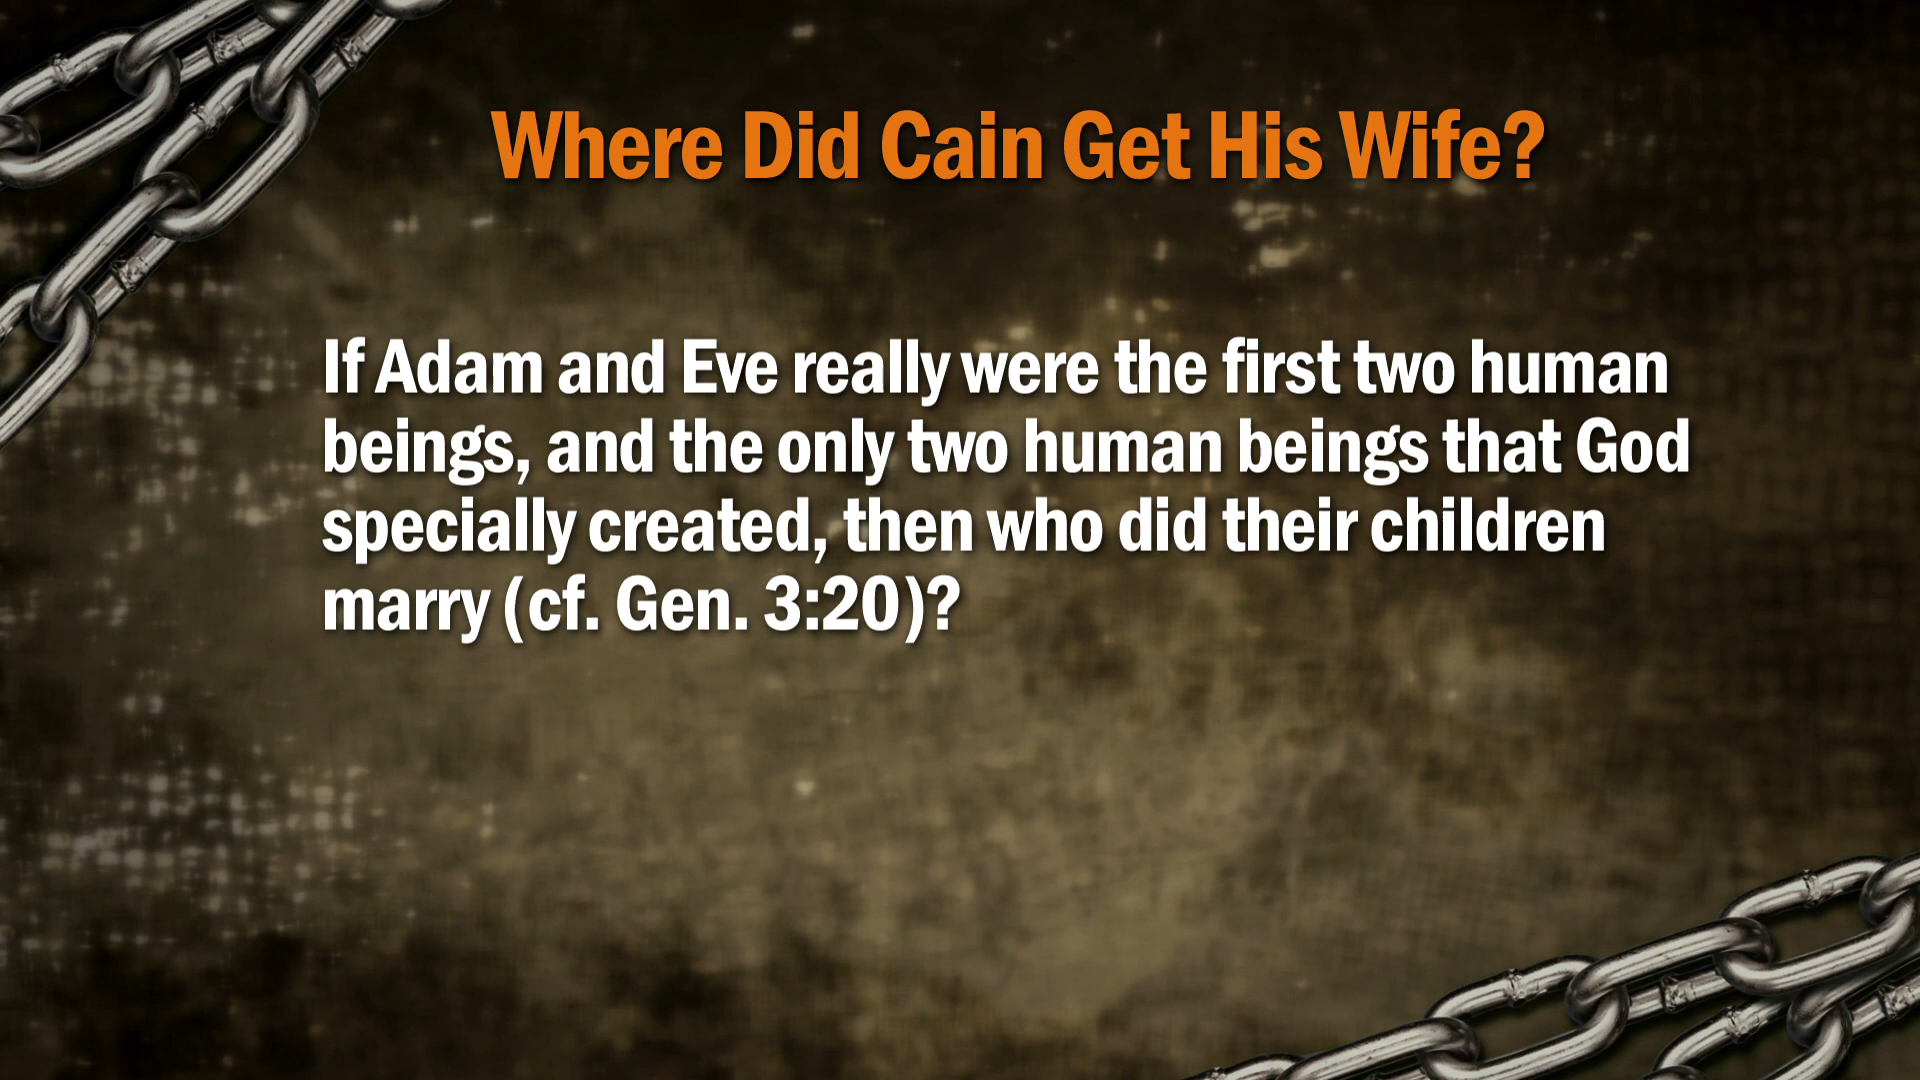 Where Did Cain Get His Wife?
If Adam and Eve really were the first two human
beings, and the only two human beings that God
specially created, then who did their children
marry (cf. Gen. 3:20)?